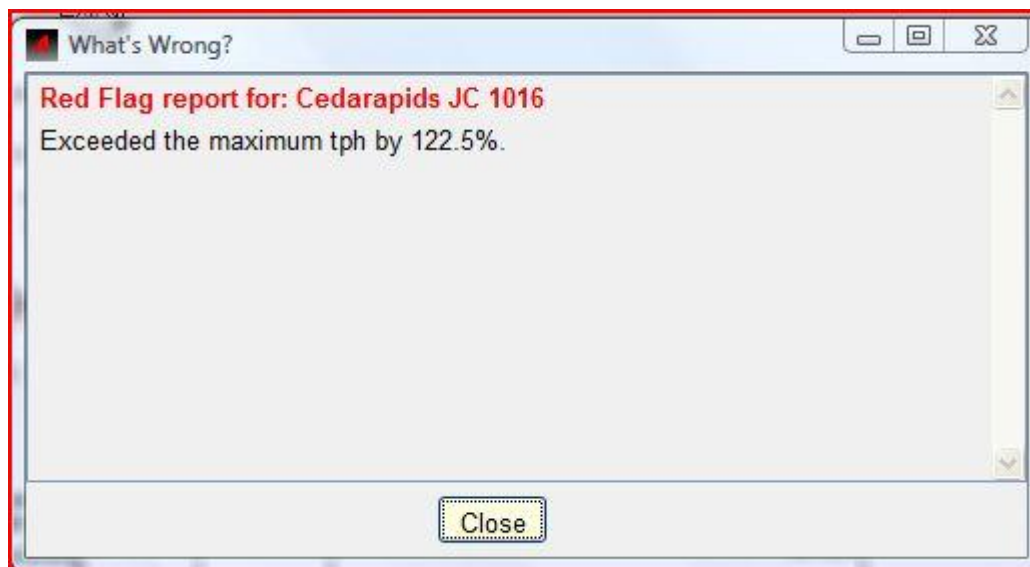 What's Wrong?
Red Flag report for: Cedarapids JC 1016
Exceeded the maximum tph by 122.5%.
Close